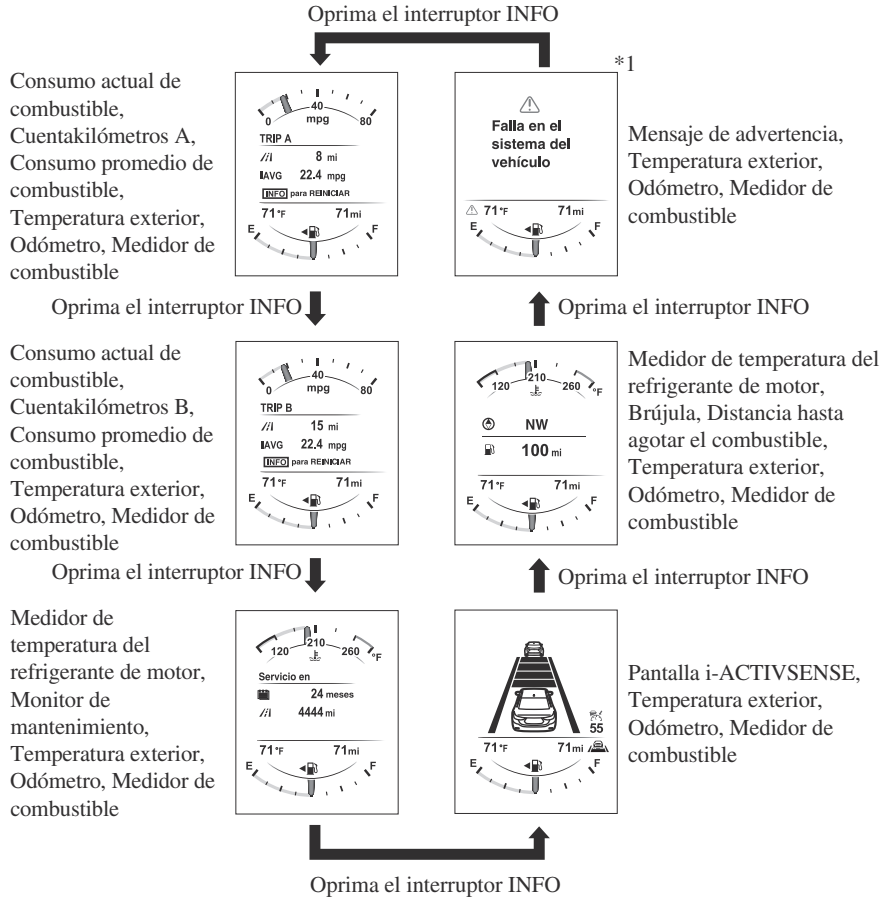 Oprima el interruptor INFO
Consumo actual de
combustible,
Cuentakilómetros A,
Consumo promedio de
combustible,
Temperatura exterior,
Odómetro, Medidor de
combustible
0
40
80
mpg
TRIP A
8 mi
AVG 22.4 mpg
INFO para REINICIAR
71°F 71mi
E F
*1
Falla en el
sistema del
vehículo
71°F 71mi
E F
Mensaje de advertencia,
Temperatura exterior,
Odómetro, Medidor de
combustible
Oprima el interruptor INFO
Oprima el interruptor INFO
Consumo actual de
combustible,
Cuentakilómetros B,
Consumo promedio de
combustible,
Temperatura exterior,
Odómetro, Medidor de
combustible
0
40
80
mpg
TRIP B
15 mi
AVG 22.4 mpg
INFO para REINICIAR
71°F 71mi
E F
120 210 260 °F
NW
100 mi
71°F 71mi
E F
Medidor de temperatura del
refrigerante de motor,
Brújula, Distancia hasta
agotar el combustible,
Temperatura exterior,
Odómetro, Medidor de
combustible
Oprima el interruptor INFO
Oprima el interruptor INFO
Medidor de
temperatura del
refrigerante de motor,
Monitor de
mantenimiento,
Temperatura exterior,
Odómetro, Medidor de
combustible
120 210 260 °F
Servicio en
24 meses
4444 mi
71°F 71mi
E F
55
71°F 71mi
E F
Pantalla i-ACTIVSENSE,
Temperatura exterior,
Odómetro, Medidor de
combustible
Oprima el interruptor INFO